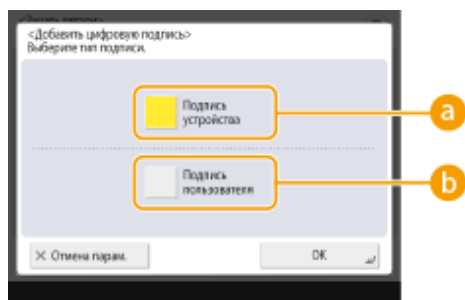 <Добавить цифровую подпись>
Выберите тип подписи.
Подпись
устройства
a
Подпись
пользователя
b
× Отмена парам.
OK